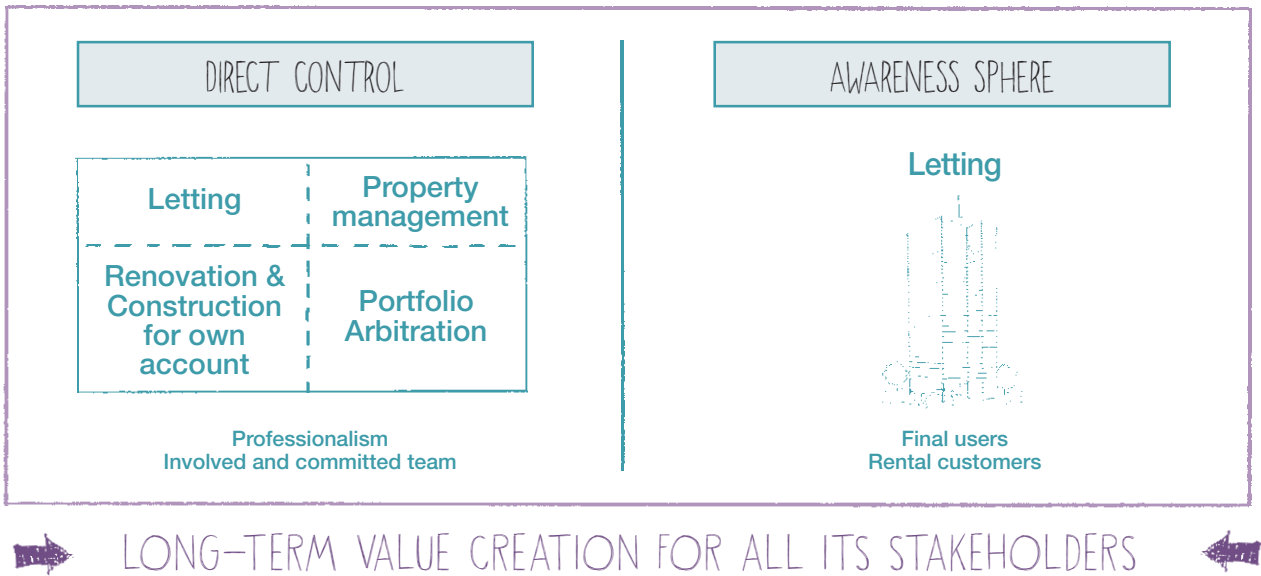 DIRECT CONTROL
Letting
Property
management
Renovation &
Construction
for own
account
Portfolio
Arbitration
Professionalism
Involved and committed team
AWARENESS SPHERE
Letting
Final users
Rental customers
LONG-TERM VALUE CREATION FOR ALL ITS STAKEHOLDERS